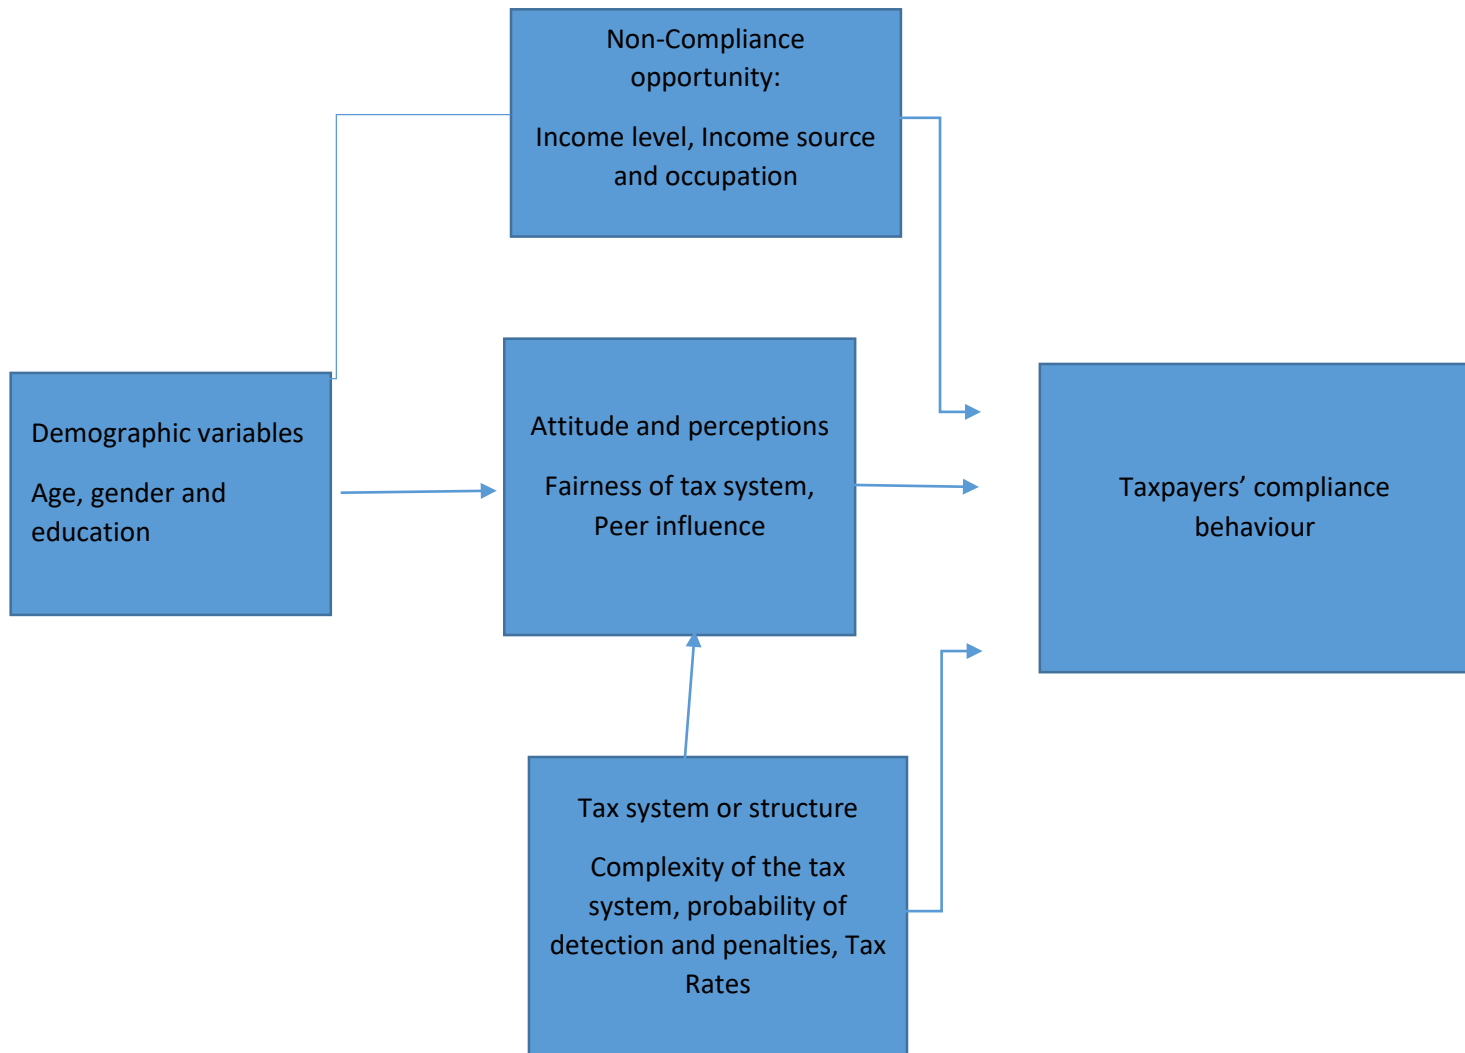 Non-Compliance
opportunity:
Income level, Income source
and occupation
Demographic variables
Age, gender and
education
Attitude and perceptions
Fairness of tax system,
Peer influence
Taxpayers’ compliance
behaviour
Tax system or structure
Complexity of the tax
system, probability of
detection and penalties, Tax
Rates